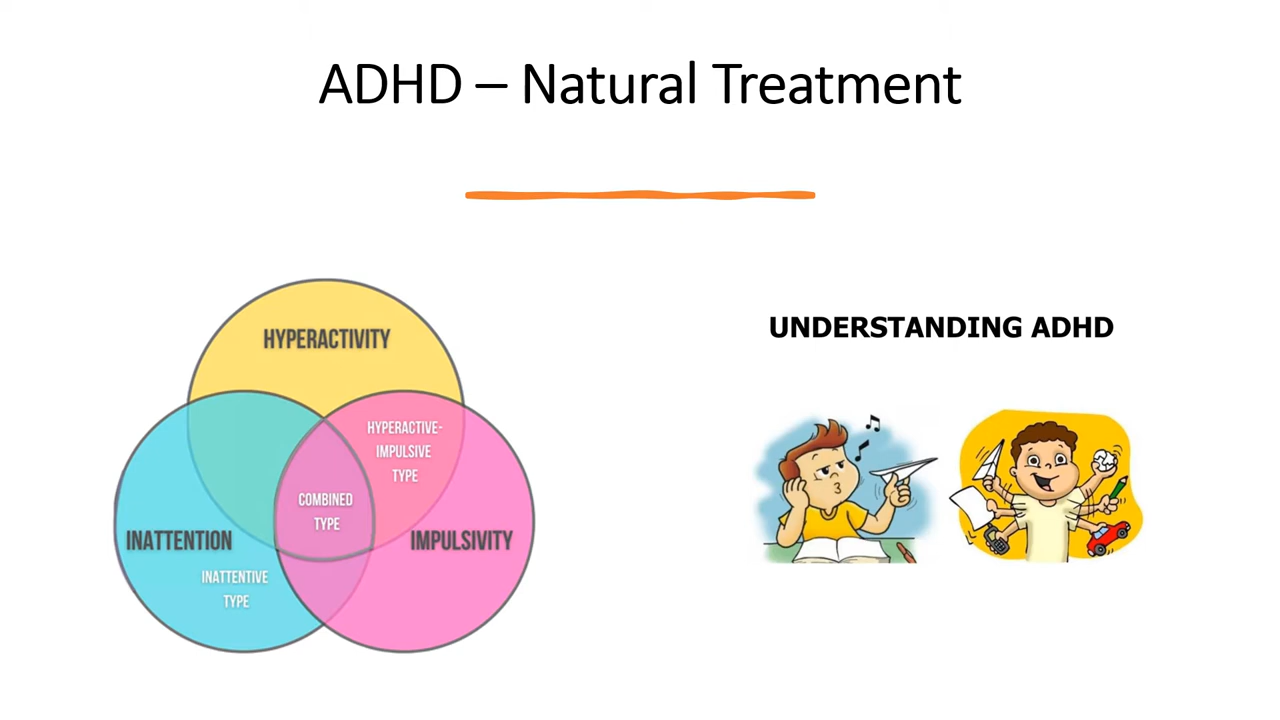 ADHD – Natural Treatment
HYPERACTIVITY
HYPERACTIVE-
IMPULSIVE
TYPE
COMBINED
TYPE
INATTENTION
IMPULSIVITY
INATTENTIVE
TYPE
UNDERSTANDING ADHD